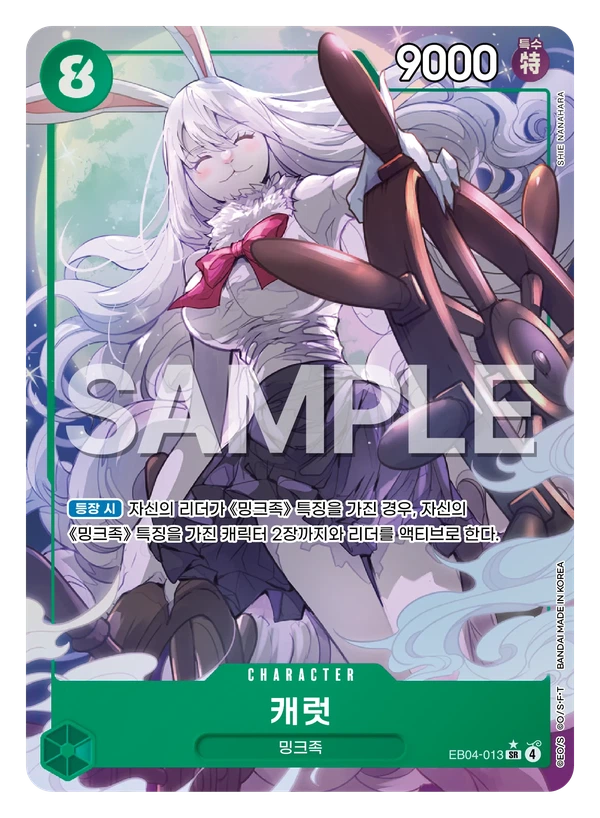 8
9000
특수
特
SHIE NANAHARA
SAMPLE
등장 시 자신의 리더가 《밍크족》 특징을 가진 경우, 자신의
《밍크족》 특징을 가진 캐릭터 2장까지와 리더를 액티브로 한다.
CHARACTER
캐럿
밍크족
EB04-013 SR 4
©EO/S ©O/S·F·T BANDAI MADE IN KOREA